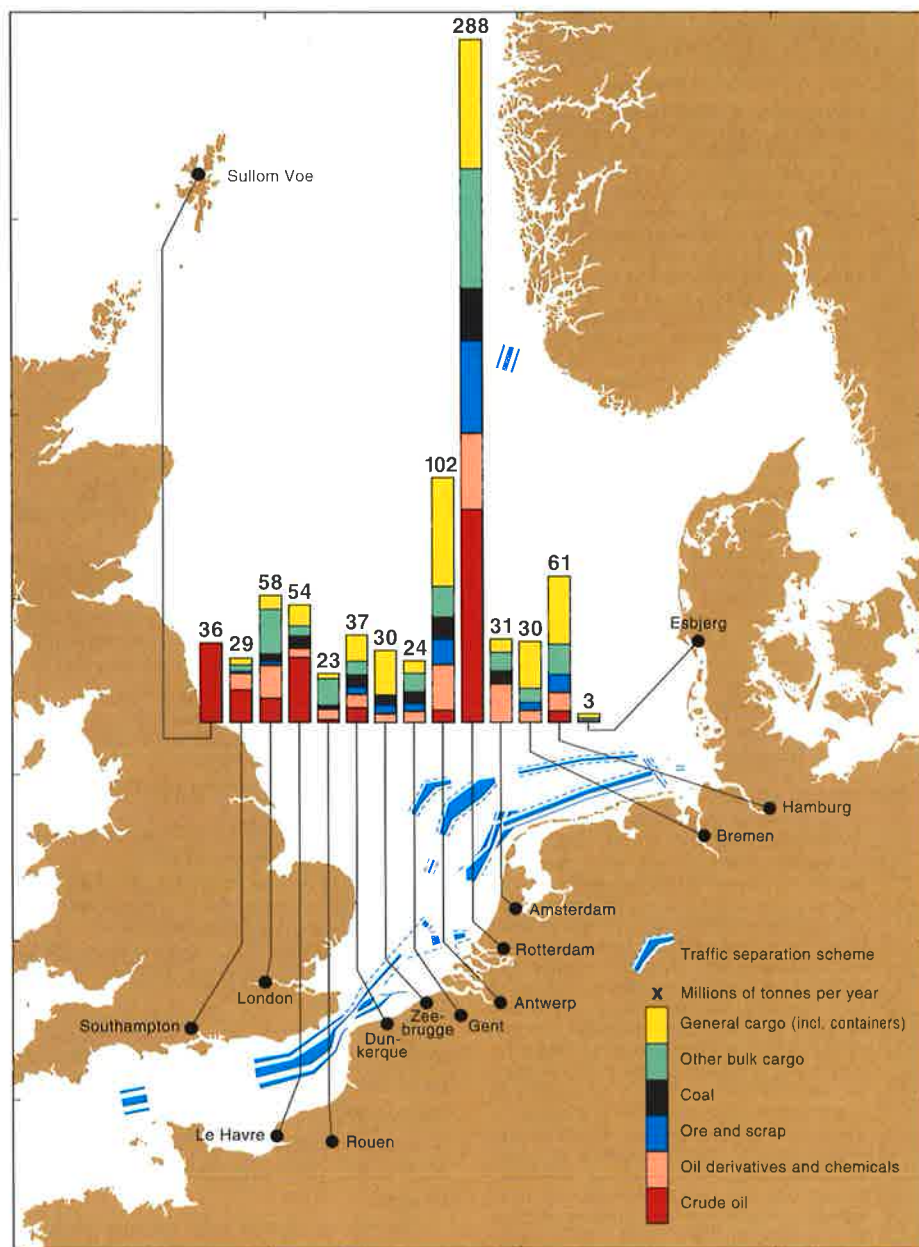 288
Sullom Voe
102
58
61
54
37
36
29
30
24
31
30
23
3
Esbjerg
Hamburg
Bremen
Amsterdam
Rotterdam
Traffic separation scheme
London
Antwerp
x Millions of tonnes per year
Zee-
brugge
Gent
Southampton
Dun-
kerque
General cargo (incl. containers)
Other bulk cargo
Coal
Le Havre
Rouen
Ore and scrap
Oil derivatives and chemicals
Crude oil